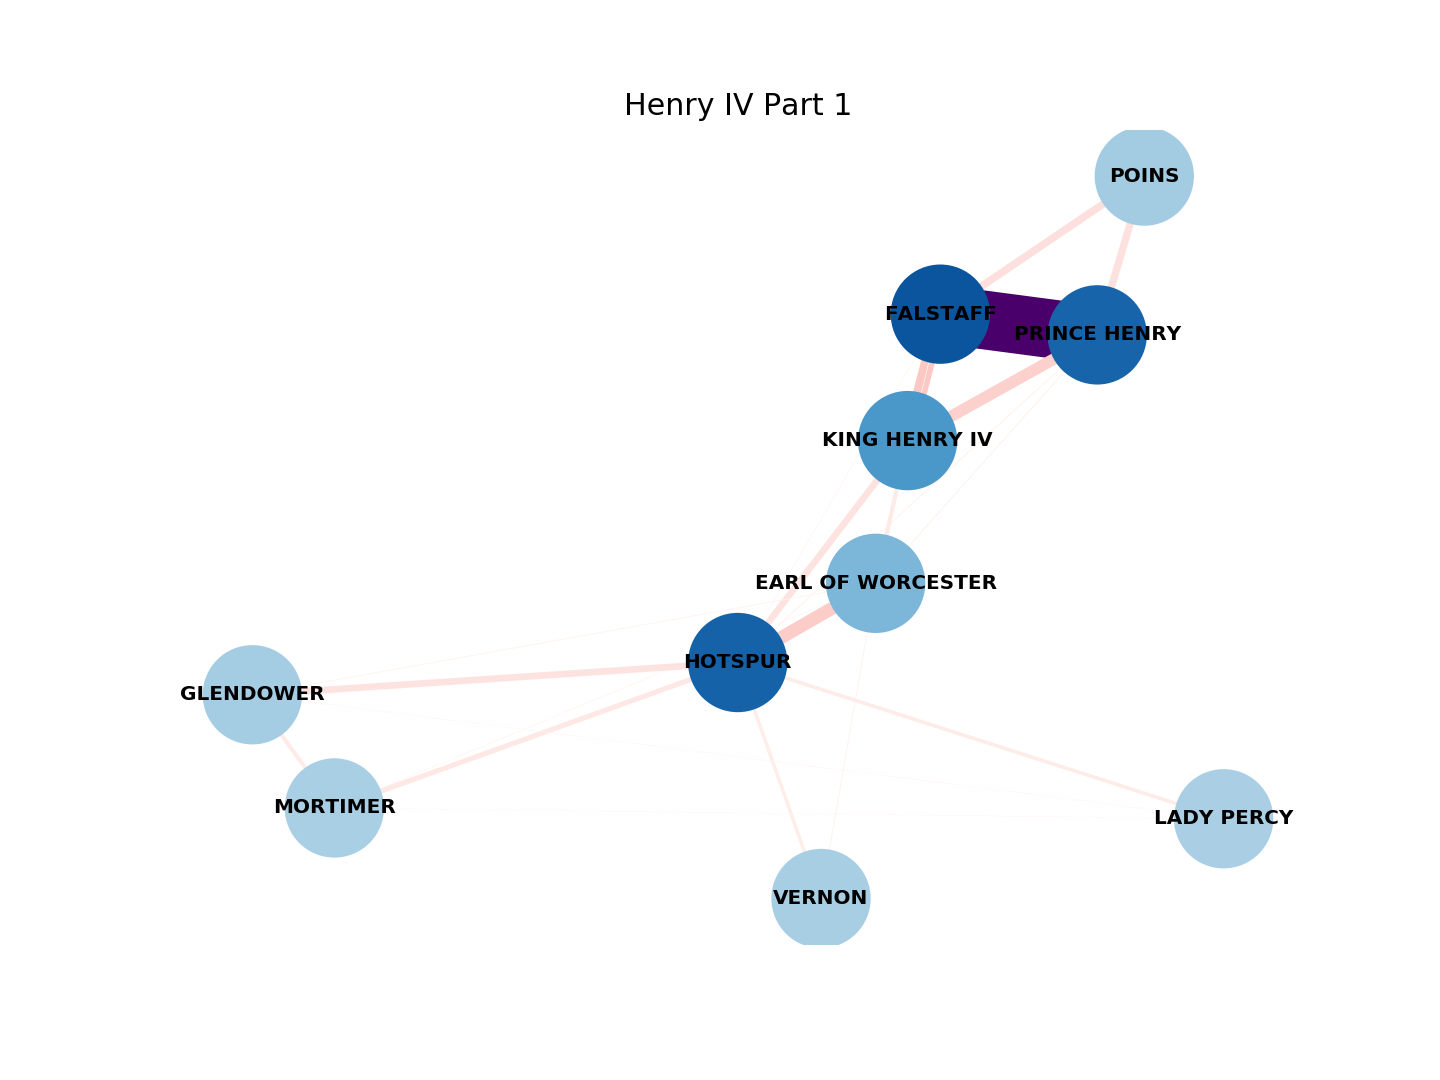 Henry IV Part 1
POINS
FALSTAFF
PRINCE HENRY
KING HENRY IV
EARL OF WORCESTER
HOTSPUR
GLENDOWER
MORTIMER
LADY PERCY
VERNON